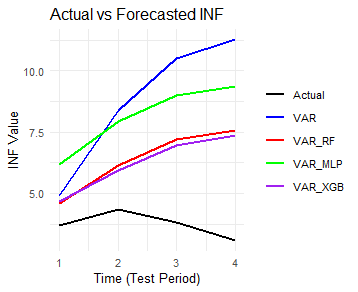 Actual vs Forecasted INF
INF Value
10.0
7.5
5.0
1
2
3
4
Time (Test Period)
Actual
VAR
VAR_RF
VAR_MLP
VAR_XGB